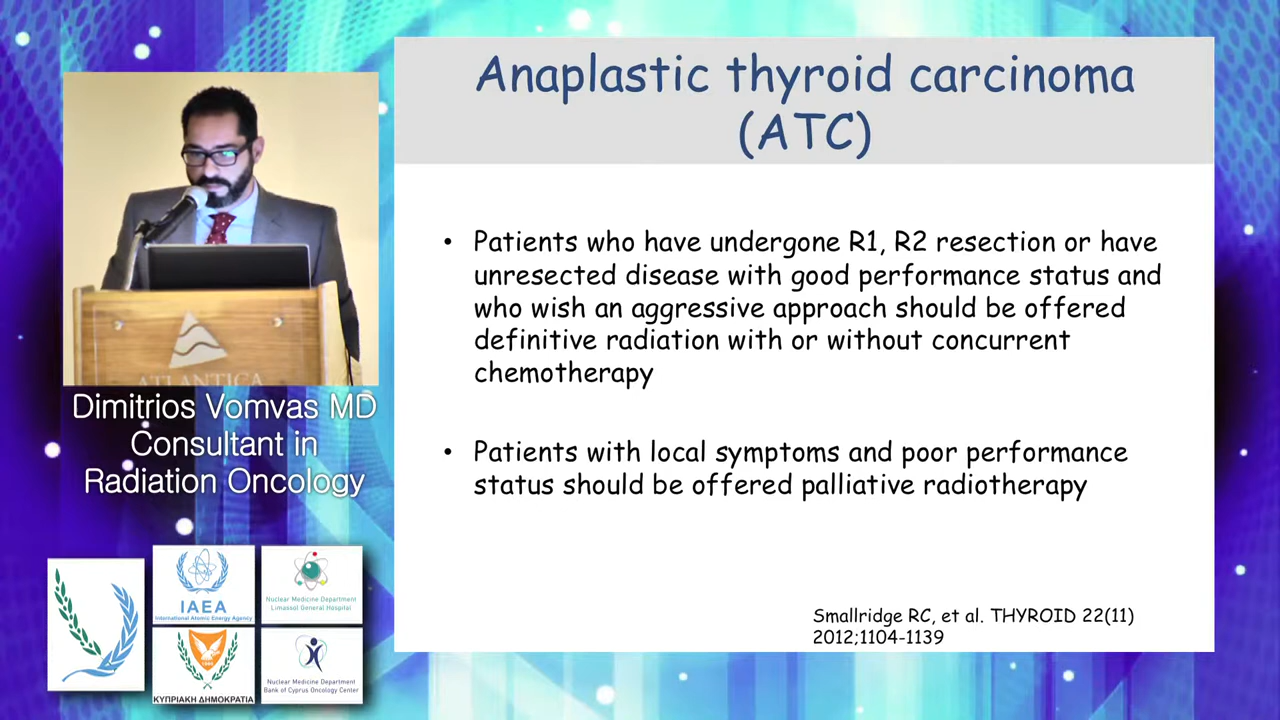 Anaplastic thyroid carcinoma
(ATC)
• Patients who have undergone R1, R2 resection or have
unresected disease with good performance status and
who wish an aggressive approach should be offered
definitive radiation with or without concurrent
chemotherapy
• Patients with local symptoms and poor performance
status should be offered palliative radiotherapy
Smallridge RC, et al. THYROID 22(11)
2012;1104-1139
ATLANTICA
Dimitrios Vomvas MD
Consultant in
Radiation Oncology
IAEA
International Atomic Energy Agency
Nuclear Medicine Department
Limassol General Hospital
ΚΥΠΡΙΑΚΗ ΔΗΜΟΚΡΑΤΙΑ
Nuclear Medicine Department
Bank of Cyprus Oncology Center